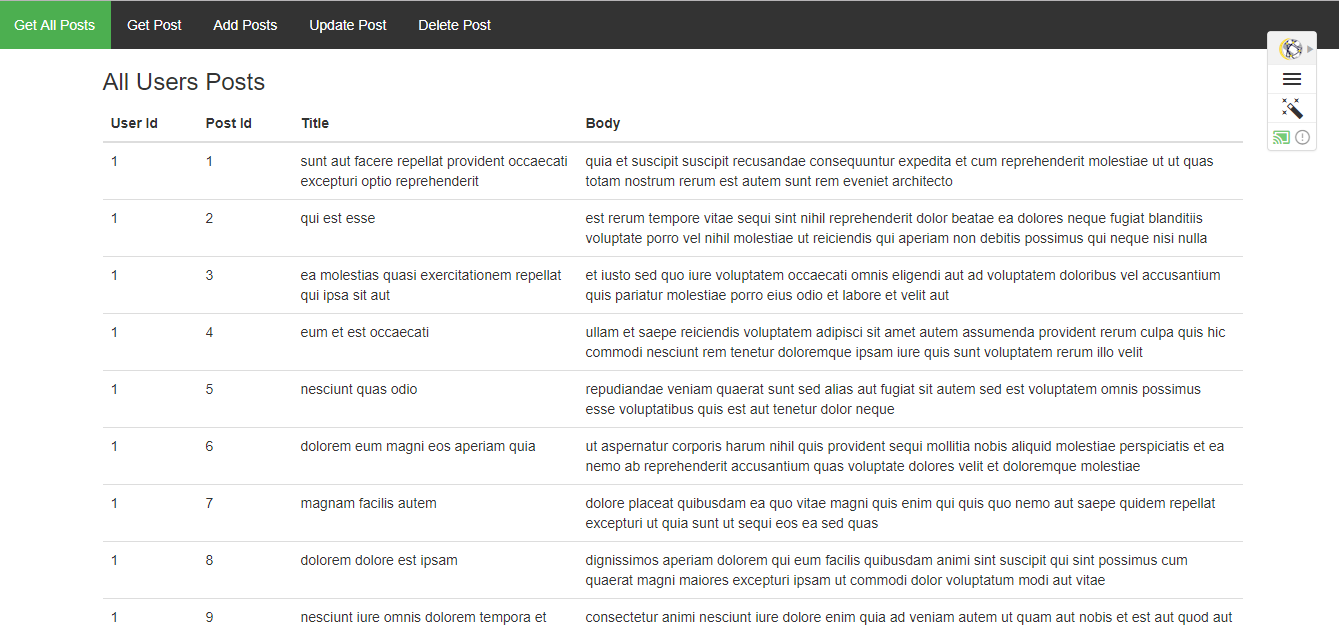 Get All Posts Get Post Add Posts Update Post Delete Post
All Users Posts
User Id Post Id Title Body
1 1 sunt aut facere repellat provident occaecati quia et suscipit suscipit recusandae consequuntur expedita et cum reprehenderit molestiae ut ut quas
excepturi optio reprehenderit totam nostrum rerum est autem sunt rem eveniet architecto
1 2 qui est esse est rerum tempore vitae sequi sint nihil reprehenderit dolor beatae ea dolores neque fugiat blanditiis
voluptate porro vel nihil molestiae ut reiciendis qui aperiam non debitis possimus qui neque nisi nulla
1 3 ea molestias quasi exercitationem repellat et iusto sed quo iure voluptatem occaecati omnis eligendi aut ad voluptatem doloribus vel accusantium
qui ipsa sit aut quis pariatur molestiae porro eius odio et labore et velit aut
1 4 eum et est occaecati ullam et saepe reiciendis voluptatem adipisci sit amet autem assumenda provident rerum culpa quis hic
commodi nesciunt rem tenetur doloremque ipsam iure quis sunt voluptatem rerum illo velit
1 5 nesciunt quas odio repudiandae veniam quaerat sunt sed alias aut fugiat sit autem sed est voluptatem omnis possimus
esse voluptatibus quis est aut tenetur dolor neque
1 6 dolorem eum magni eos aperiam quia ut aspernatur corporis harum nihil quis provident sequi mollitia nobis aliquid molestiae perspiciatis et ea
nemo ab reprehenderit accusantium quas voluptate dolores velit et doloremque molestiae
1 7 magnam facilis autem dolore placeat quibusdam ea quo vitae magni quis enim qui quis quo nemo aut saepe quidem repellat
excepturi ut quia sunt ut sequi eos ea sed quas
1 8 dolorem dolore est ipsam dignissimos aperiam dolorem qui eum facilis quibusdam animi sint suscipit qui sint possimus cum
quaerat magni maiores excepturi ipsam ut commodi dolor voluptatum modi aut vitae
1 9 nesciunt iure omnis dolorem tempora et consectetur animi nesciunt iure dolore enim quia ad veniam autem ut quam aut nobis et est aut quod aut